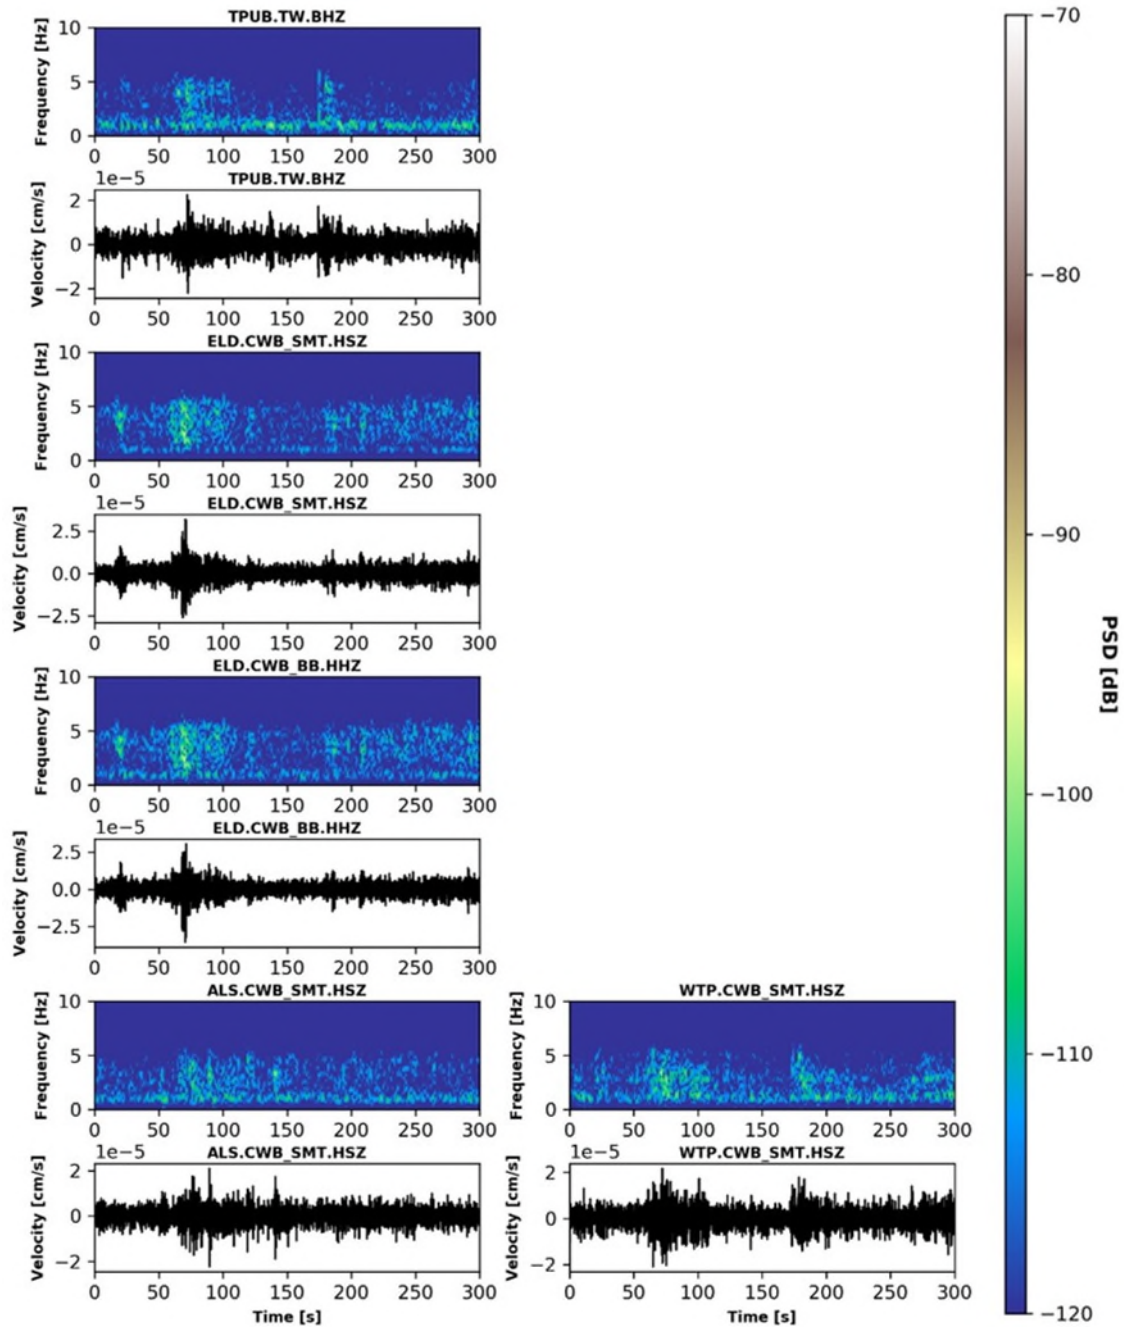 TPUB.TW.BHZ
Frequency [Hz]
10
5
0
0 50 100 150 200 250 300
TPUB.TW.BHZ
1e−5
Velocity [cm/s]
2
0
−2
0 50 100 150 200 250 300
ELD.CWB_SMT.HSZ
Frequency [Hz]
10
5
0
0 50 100 150 200 250 300
ELD.CWB_SMT.HSZ
1e−5
Velocity [cm/s]
2.5
0.0
−2.5
0 50 100 150 200 250 300
ELD.CWB_BB.HHZ
Frequency [Hz]
10
5
0
0 50 100 150 200 250 300
ELD.CWB_BB.HHZ
1e−5
Velocity [cm/s]
2.5
0.0
−2.5
0 50 100 150 200 250 300
ALS.CWB_SMT.HSZ
Frequency [Hz]
10
5
0
0 50 100 150 200 250 300
ALS.CWB_SMT.HSZ
1e−5
Velocity [cm/s]
2
0
−2
0 50 100 150 200 250 300
Time [s]
WTP.CWB_SMT.HSZ
Frequency [Hz]
10
5
0
0 50 100 150 200 250 300
WTP.CWB_SMT.HSZ
1e−5
Velocity [cm/s]
2
0
−2
0 50 100 150 200 250 300
Time [s]
−70
−80
−90
−100
−110
−120
PSD [dB]